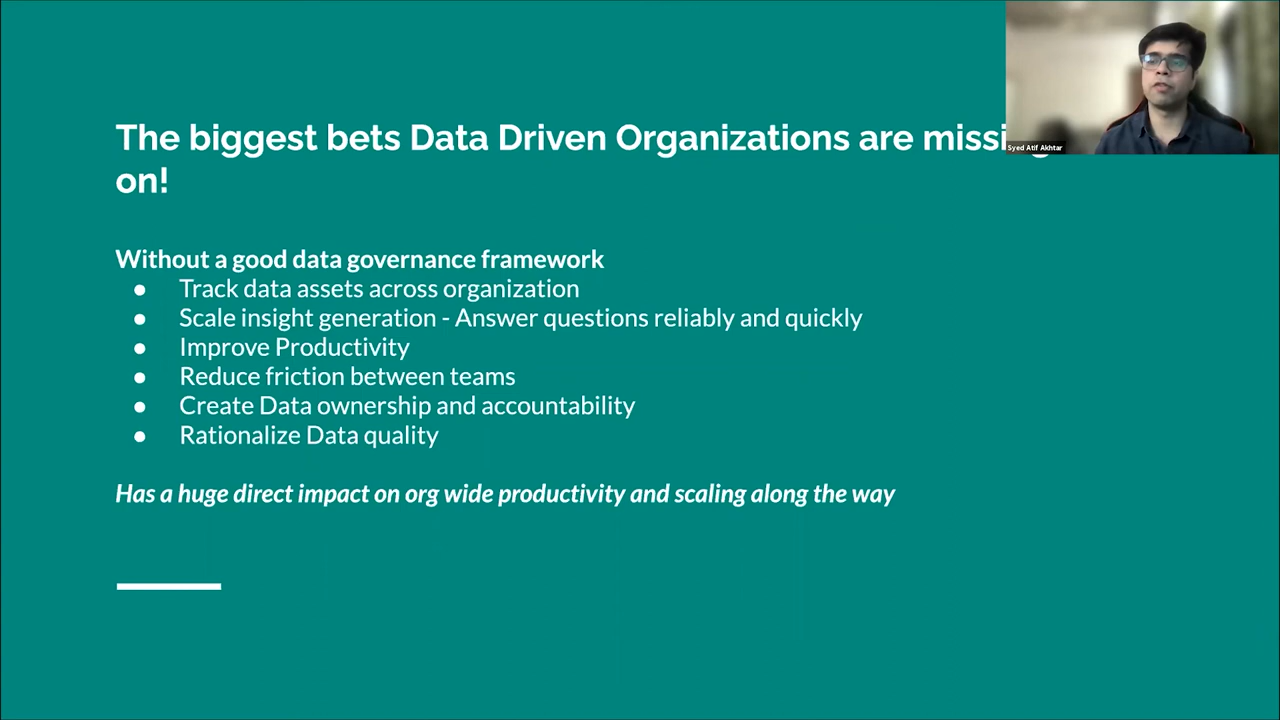 The biggest bets Data Driven Organizations are
on!
Without a good data governance framework
● Track data assets across organization
● Scale insight generation - Answer questions reliably and quickly
● Improve Productivity
● Reduce friction between teams
● Create Data ownership and accountability
● Rationalize Data quality
Has a huge direct impact on org wide productivity and scaling along the way
Syed Atif Akhtar